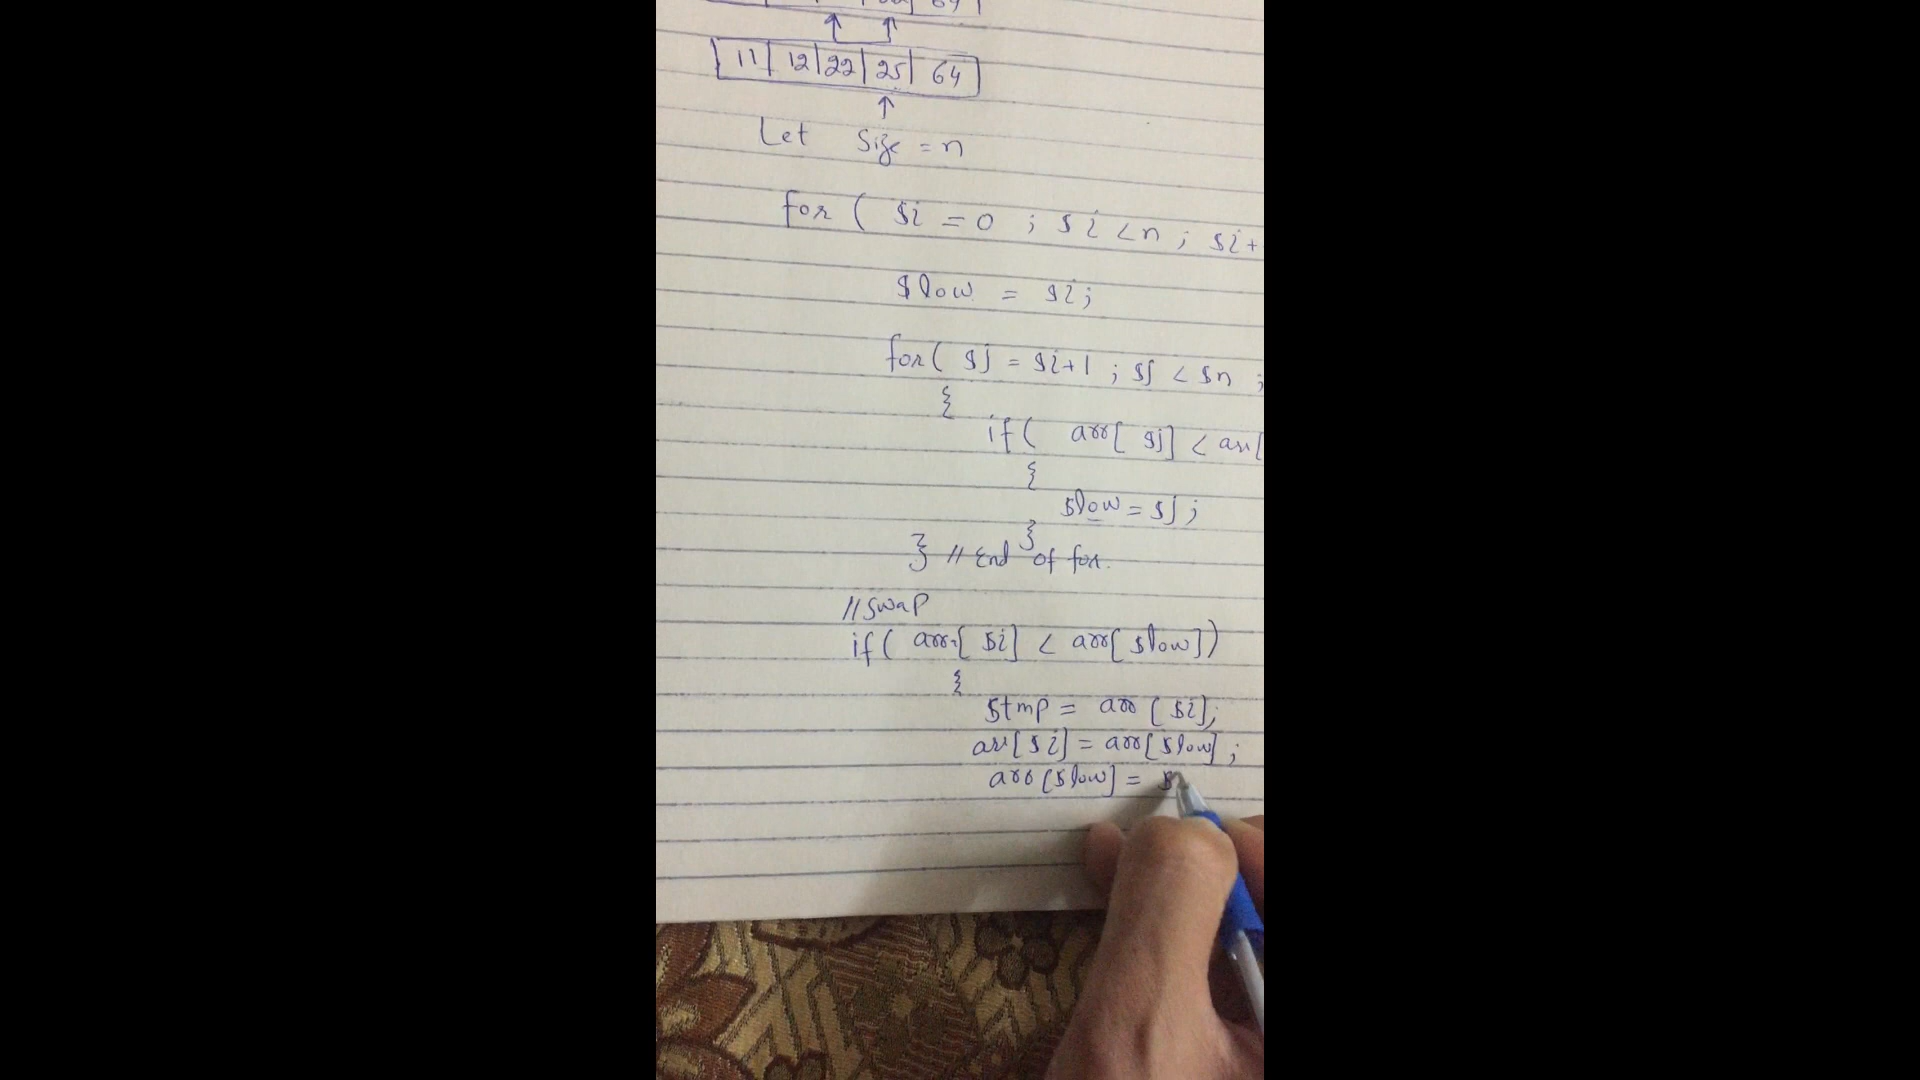 64
11 12 22 25 64
Let Size = n
for ( $i = 0 ; $i < n ; $i+
$low = $i;
for( $j = $i+1 ; $j < $n ;
{
if( arr[ $j] < arr[
{
$low = $j;
}
} // End of for.
//swap
if( arr[ $i] < arr[ $low])
{
$tmp = arr [ $i];
arr[$i] = arr[$low] ;
arr[$low] = $